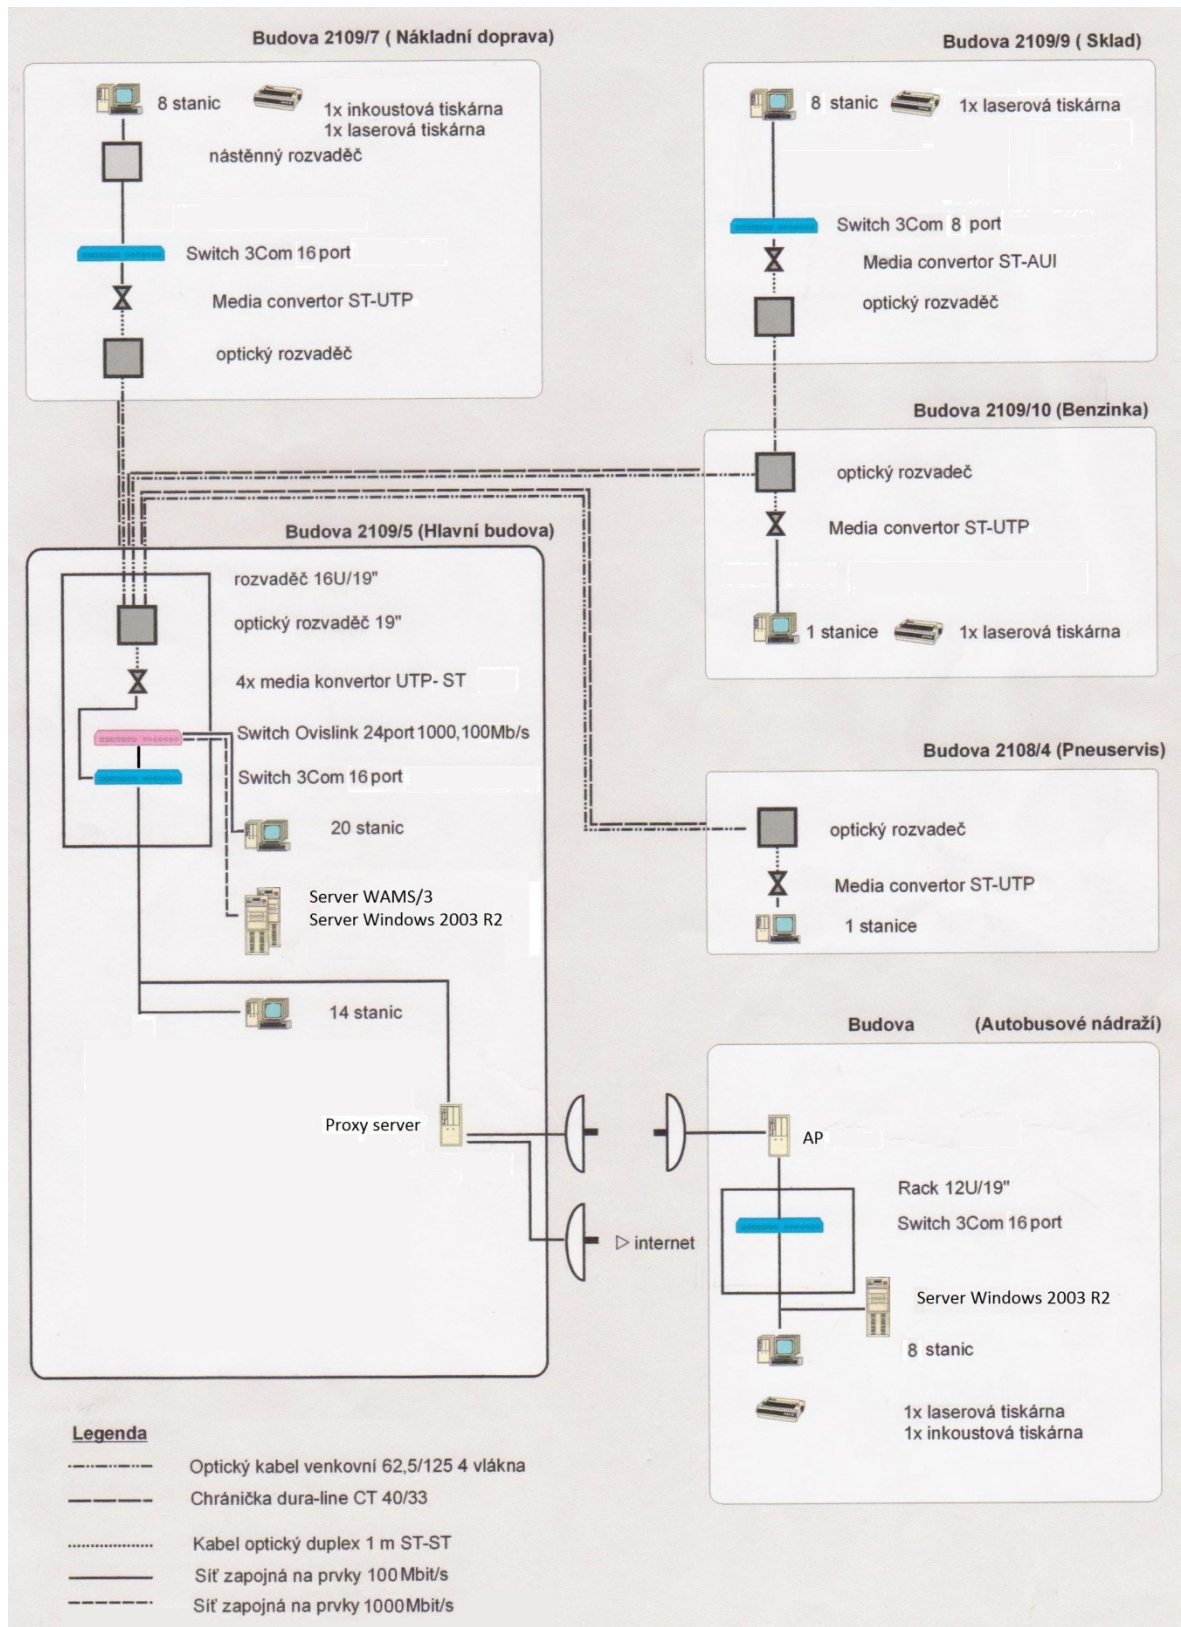 Budova 2109/7 ( Nákladní doprava)
8 stanic
1x inkoustová tiskárna
1x laserová tiskárna
nástěnný rozvaděč
Switch 3Com 16 port
Media convertor ST-UTP
optický rozvaděč
Budova 2109/9 ( Sklad)
8 stanic
1x laserová tiskárna
Switch 3Com 8 port
Media convertor ST-AUI
optický rozvaděč
Budova 2109/10 (Benzinka)
optický rozvadeč
Media convertor ST-UTP
1 stanice
1x laserová tiskárna
Budova 2109/5 (Hlavní budova)
rozvaděč 16U/19"
optický rozvaděč 19"
4x media konvertor UTP- ST
Switch Ovislink 24port 1000,100Mb/s
Switch 3Com 16 port
20 stanic
Server WAMS/3
Server Windows 2003 R2
14 stanic
Proxy server
internet
Budova 2108/4 (Pneuservis)
optický rozvadeč
Media convertor ST-UTP
1 stanice
Budova (Autobusové nádraží)
AP
Rack 12U/19"
Switch 3Com 16 port
Server Windows 2003 R2
8 stanic
1x laserová tiskárna
1x inkoustová tiskárna
Legenda
Optický kabel venkovní 62,5/125 4 vlákna
Chránička dura-line CT 40/33
Kabel optický duplex 1 m ST-ST
Síť zapojná na prvky 100 Mbit/s
Síť zapojná na prvky 1000Mbit/s